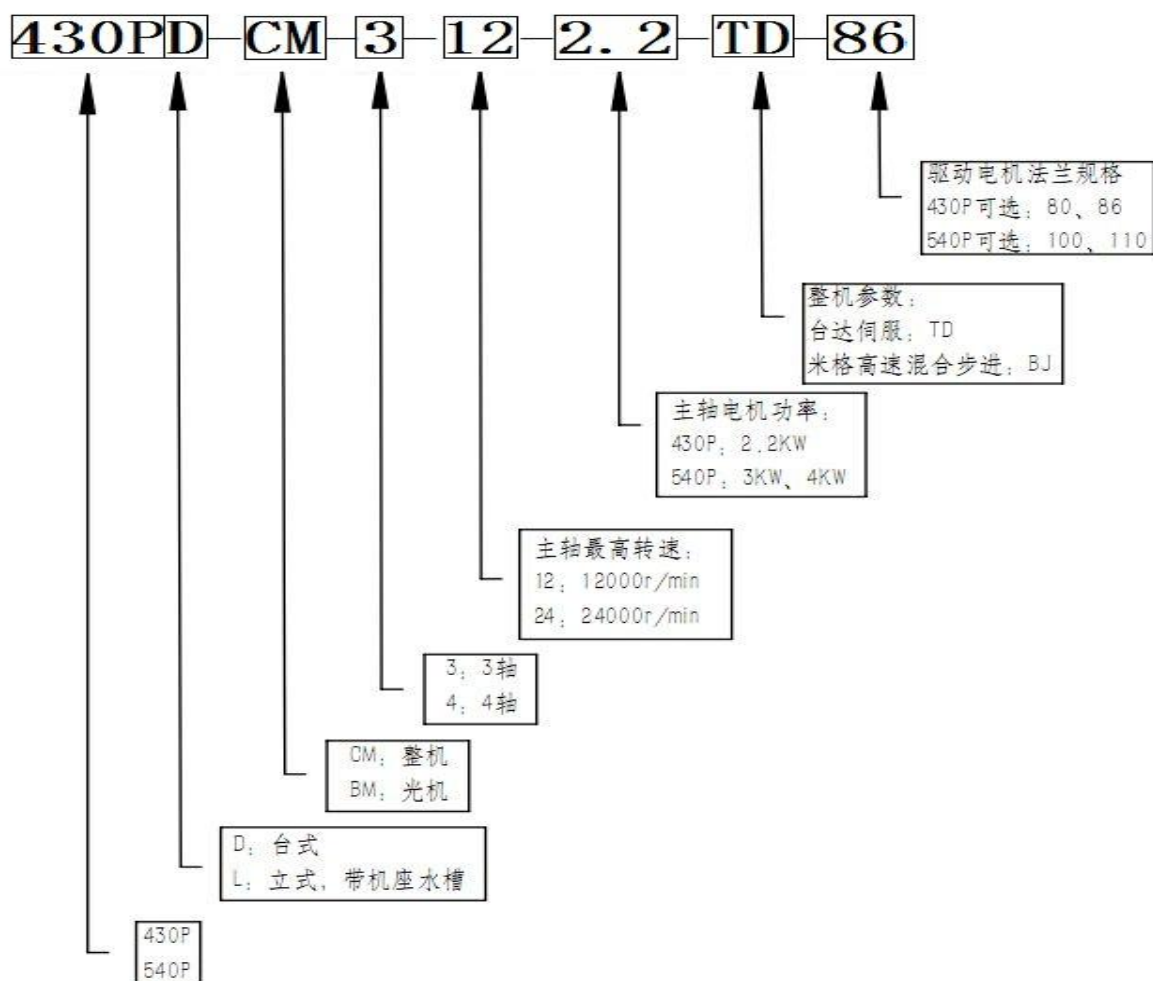 430PD-CM-3-12-2.2-TD-86
驱动电机法兰规格
430P可选：80、86
540P可选：100、110
整机参数：
台达伺服：TD
米格高速混合步进：BJ
主轴电机功率：
430P：2.2KW
540P：3KW、4KW
主轴最高转速：
12：12000r/min
24：24000r/min
3：3轴
4：4轴
CM：整机
BM：光机
D：台式
L：立式，带机座水槽
430P
540P